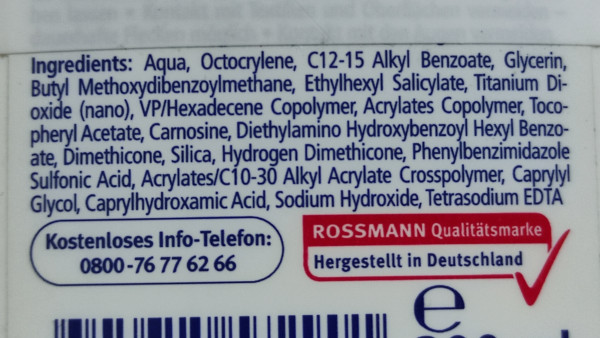 Ingredients: Aqua, Octocrylene, C12-15 Alkyl Benzoate, Glycerin,
Butyl Methoxydibenzoylmethane, Ethylhexyl Salicylate, Titanium Di-
oxide (nano), VP/Hexadecene Copolymer, Acrylates Copolymer, Toco-
pheryl Acetate, Carnosine, Diethylamino Hydroxybenzoyl Hexyl Benzo-
ate, Dimethicone, Silica, Hydrogen Dimethicone, Phenylbenzimidazole
Sulfonic Acid, Acrylates/C10-30 Alkyl Acrylate Crosspolymer, Caprylyl
Glycol, Caprylhydroxamic Acid, Sodium Hydroxide, Tetrasodium EDTA
Kostenloses Info-Telefon:
0800-76 77 62 66
ROSSMANN Qualitätsmarke
Hergestellt in Deutschland
e